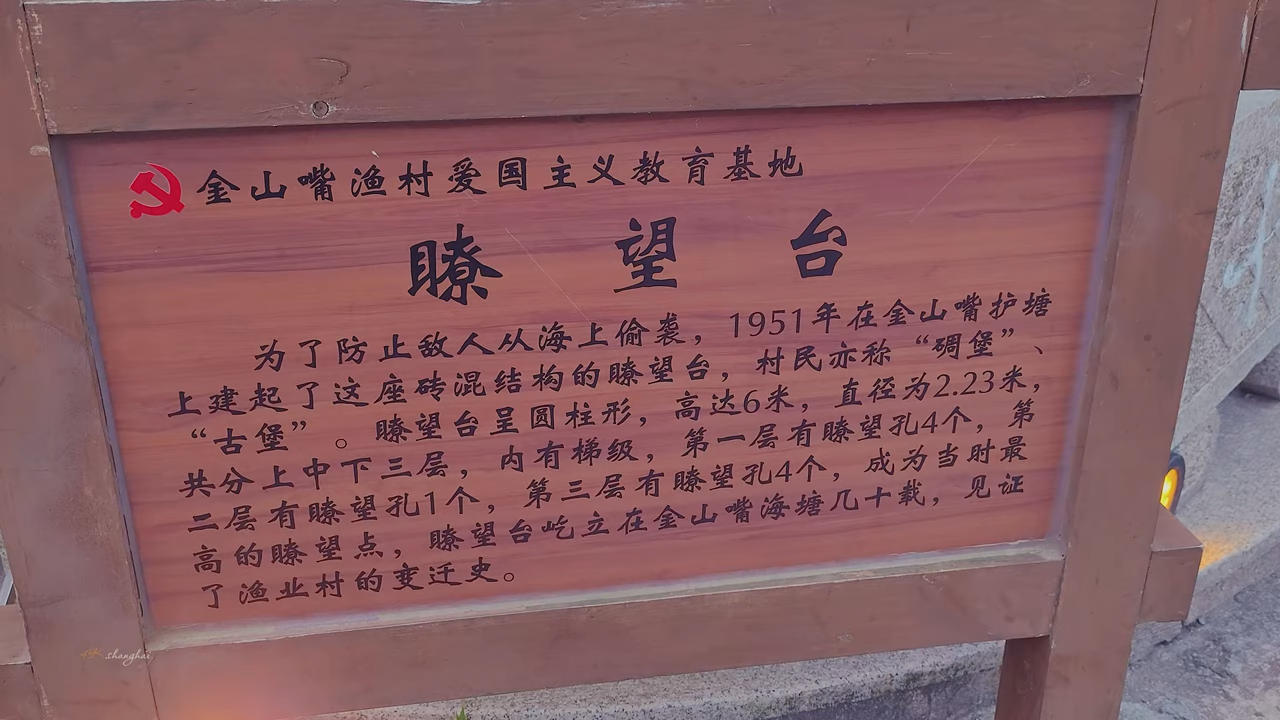 金山嘴渔村爱国主义教育基地
瞭望台
为了防止敌人从海上偷袭，1951年在金山嘴护塘
上建起了这座砖混结构的瞭望台，村民亦称“碉堡”、
“古堡”。瞭望台呈圆柱形，高达6米，直径为2.23米，
共分上中下三层，内有梯级，第一层有瞭望孔4个，第
二层有瞭望孔1个，第三层有瞭望孔4个，成为当时最
高的瞭望点，瞭望台屹立在金山嘴海塘几十载，见证
了渔业村的变迁史。
.shanghai